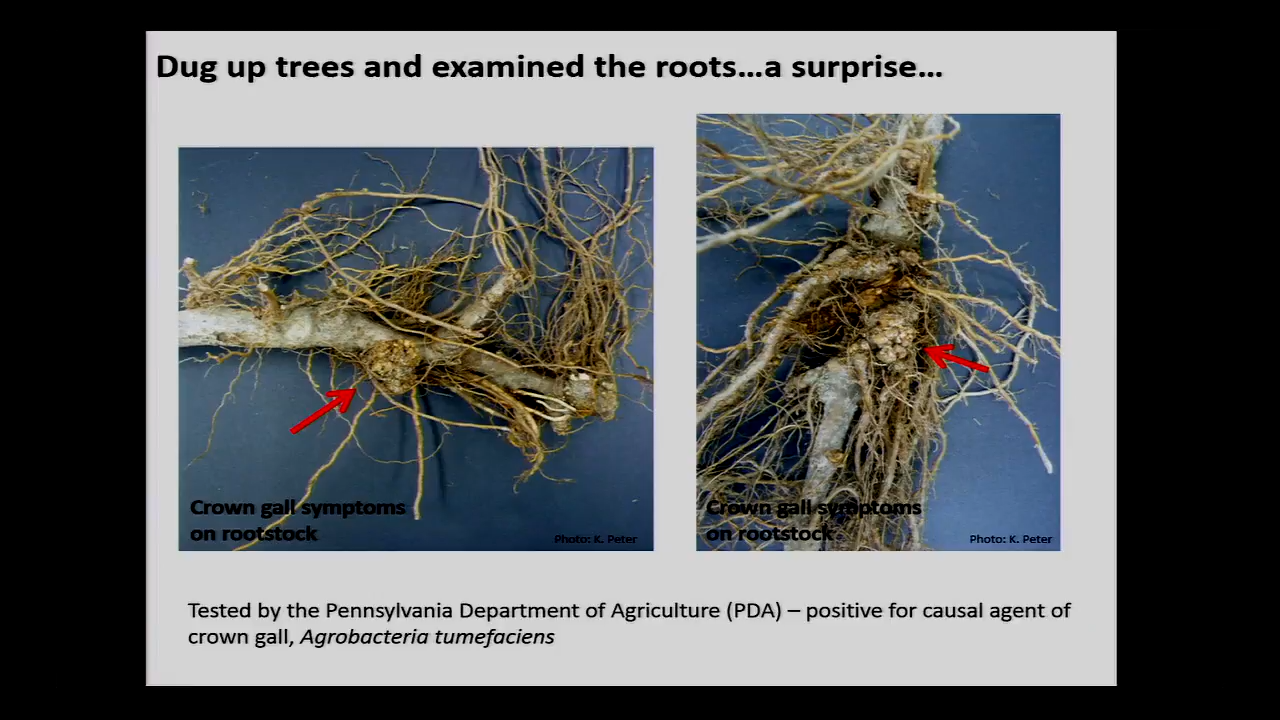 Dug up trees and examined the roots...a surprise...
Crown gall symptoms
on rootstock
Photo: K. Peter
Crown gall symptoms
on rootstock
Photo: K. Peter
Tested by the Pennsylvania Department of Agriculture (PDA) – positive for causal agent of
crown gall, Agrobacteria tumefaciens